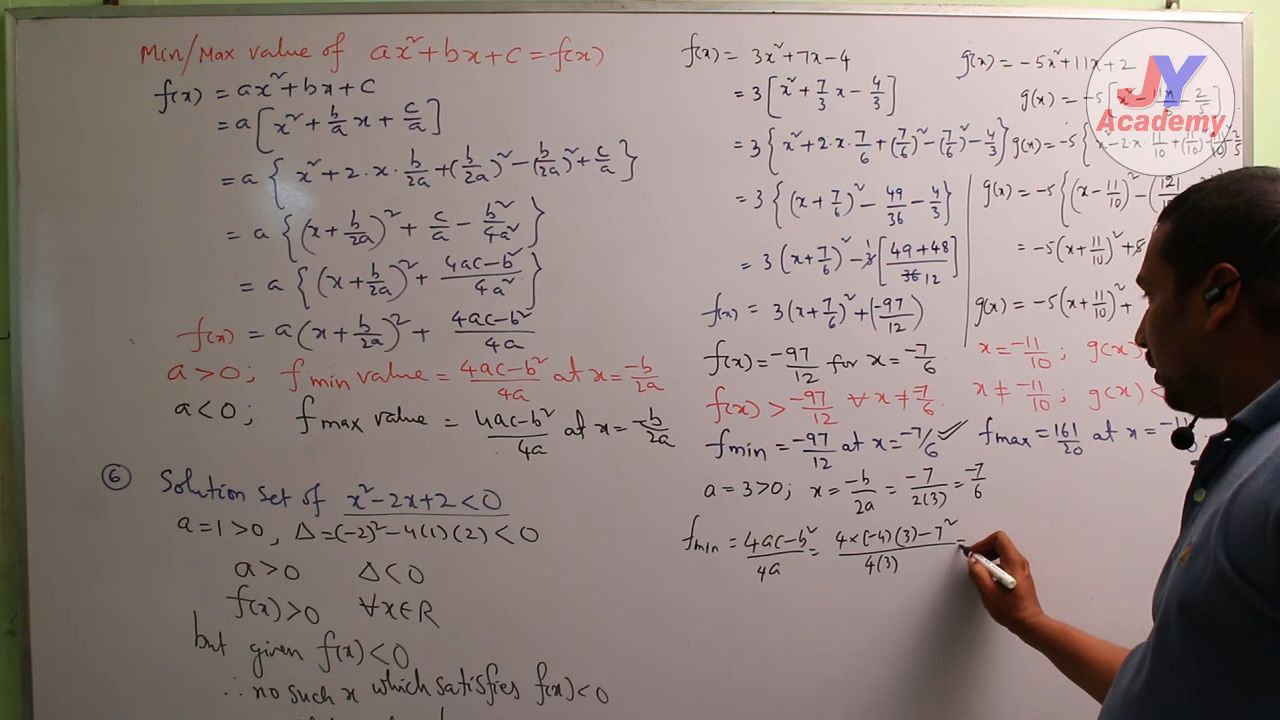 Min/Max value of ax²+bx+c = f(x)
f(x) = ax²+bx+c
= a[x²+b/a x+c/a]
= a{x²+2·x·b/2a+(b/2a)²-(b/2a)²+c/a}
= a{(x+b/2a)²+c/a-b²/4a²}
= a{(x+b/2a)²+(4ac-b²)/4a²}
f(x) = a(x+b/2a)²+(4ac-b²)/4a
a>0; f min value = (4ac-b²)/4a at x=-b/2a
a<0; f max value = (4ac-b²)/4a at x=-b/2a
⑥ Solution set of x²-2x+2<0
a=1>0, Δ=(-2)²-4(1)(2)<0
a>0 Δ<0
f(x)>0 ∀x∈R
but given f(x)<0
∴ no such x which satisfies f(x)<0
f(x) = 3x²+7x-4
= 3[x²+7/3 x-4/3]
= 3{x²+2·x·7/6+(7/6)²-(7/6)²-4/3}
= 3{(x+7/6)²-49/36-4/3}
= 3(x+7/6)²-3[(49+48)/36] 1 12
f(x) = 3(x+7/6)²+(-97/12)
f(x) = -97/12 for x=-7/6
f(x) > -97/12 ∀ x≠-7/6
fmin = -97/12 at x=-7/6 ✓
a=3>0; x=-b/2a = -7/2(3) = -7/6
fmin = (4ac-b²)/4a = (4×(-4)(3)-7²)/4(3) =
g(x) = -5x²+11x+2
g(x) = -5[x²-11x/5-2/5]
g(x) = -5{x²-2·x·11/10+(11/10)²-(11/10)²-2/5
g(x) = -5{(x-11/10)²-(121
= -5(x+11/10)²+5
g(x) = -5(x+11/10)²+
x=-11/10; g(x)
x≠-11/10; g(x) <
fmax = 161/20 at x=-11
JY
Academy